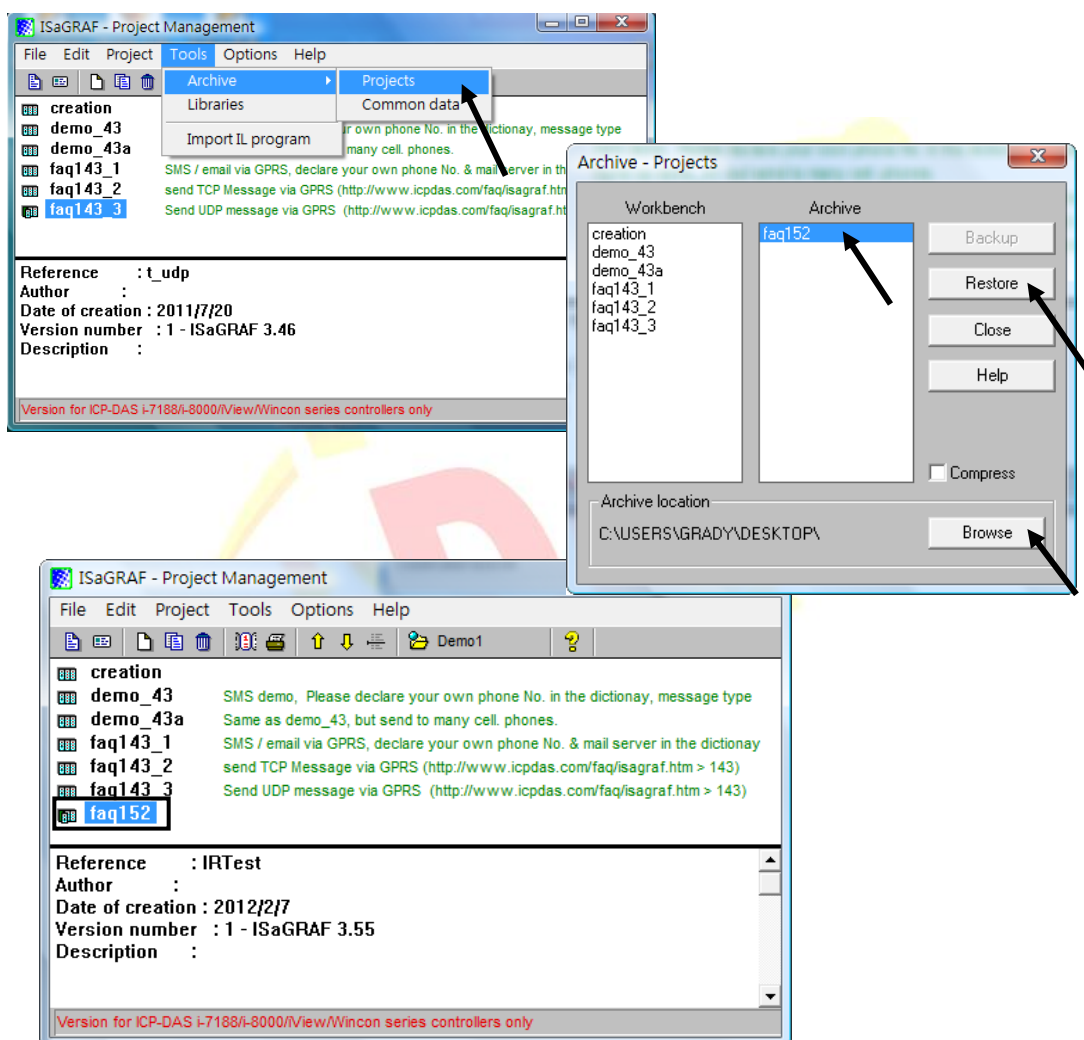 ISaGRAF - Project Management
File Edit Project Tools Options Help
Archive
Libraries
Import IL program
Projects
Common data
creation
demo_43 own phone No. in the dictionay, message type
demo_43a many cell. phones.
faq143_1 SMS / email via GPRS, declare your own phone No. & mail server in th
faq143_2 send TCP Message via GPRS (http://www.icpdas.com/faq/isagraf.htm
faq143_3 Send UDP message via GPRS (http://www.icpdas.com/faq/isagraf.ht
Reference : t_udp
Author :
Date of creation : 2011/7/20
Version number : 1 - ISaGRAF 3.46
Description :
Version for ICP-DAS i-7188/i-8000/iView/Wincon series controllers only
Archive - Projects
Workbench Archive
creation
demo_43
demo_43a
faq143_1
faq143_2
faq143_3
faq152
Backup
Restore
Close
Help
Compress
Archive location
C:\USERS\GRADY\DESKTOP\
Browse
ISaGRAF - Project Management
File Edit Project Tools Options Help
Demo1
creation
demo_43 SMS demo, Please declare your own phone No. in the dictionay, message type
demo_43a Same as demo_43, but send to many cell. phones.
faq143_1 SMS / email via GPRS, declare your own phone No. & mail server in the dictionay
faq143_2 send TCP Message via GPRS (http://www.icpdas.com/faq/isagraf.htm > 143)
faq143_3 Send UDP message via GPRS (http://www.icpdas.com/faq/isagraf.htm > 143)
faq152
Reference : IRTest
Author :
Date of creation : 2012/2/7
Version number : 1 - ISaGRAF 3.55
Description :
Version for ICP-DAS i-7188/i-8000/iView/Wincon series controllers only